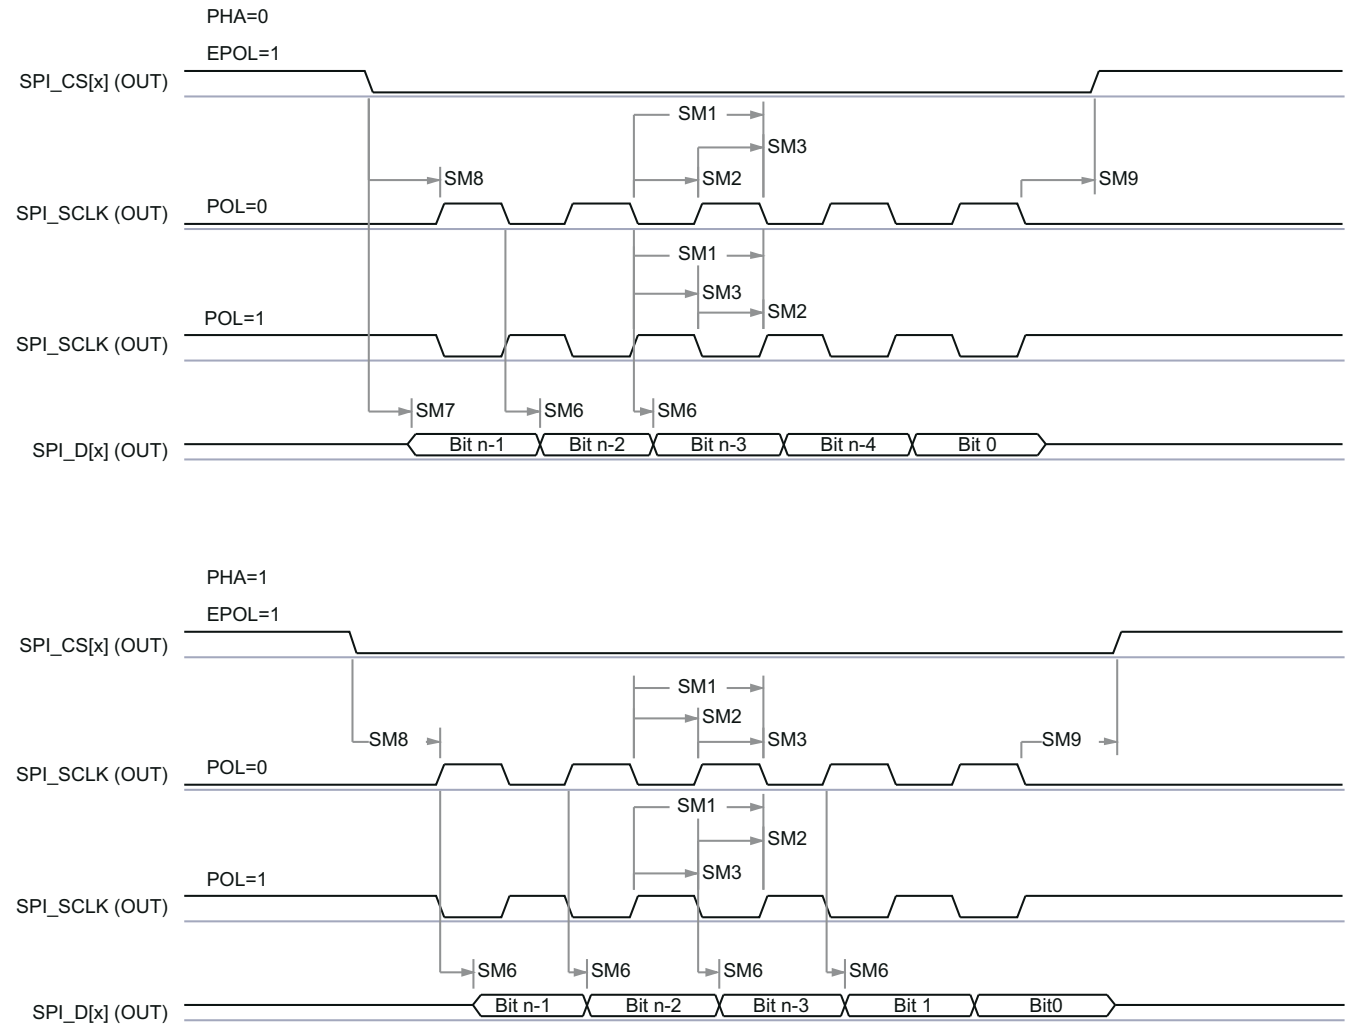 PHA=0
EPOL=1
SPI_CS[x] (OUT)
SM1
SM3
SM8
SM2
SM9
SPI_SCLK (OUT)
POL=0
SM1
SM3
SM2
POL=1
SPI_SCLK (OUT)
SM7
SM6
SM6
SPI_D[x] (OUT)
Bit n-1
Bit n-2
Bit n-3
Bit n-4
Bit 0
PHA=1
EPOL=1
SPI_CS[x] (OUT)
SM1
SM2
SM8
SM3
SM9
SPI_SCLK (OUT)
POL=0
SM1
SM2
SM3
POL=1
SPI_SCLK (OUT)
SM6
SM6
SM6
SM6
SPI_D[x] (OUT)
Bit n-1
Bit n-2
Bit n-3
Bit 1
Bit0